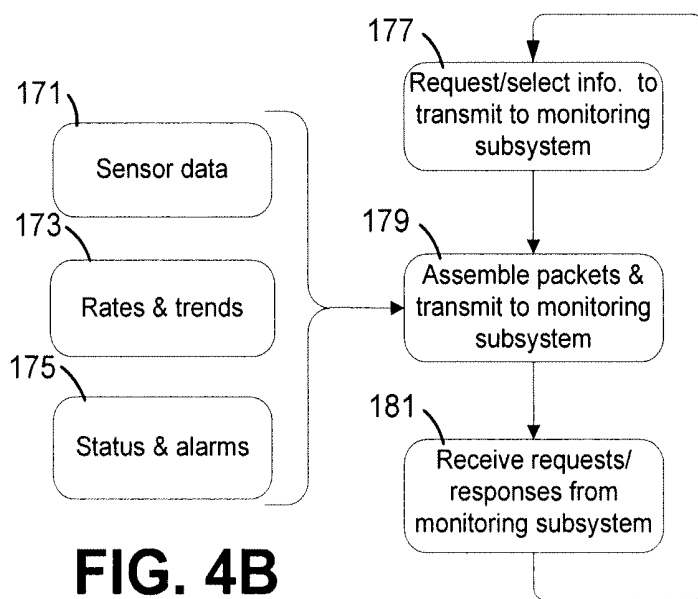 171
Sensor data
173
Rates & trends
175
Status & alarms
177
Request/select info. to
transmit to monitoring
subsystem
179
Assemble packets &
transmit to monitoring
subsystem
181
Receive requests/
responses from
monitoring subsystem
FIG. 4B